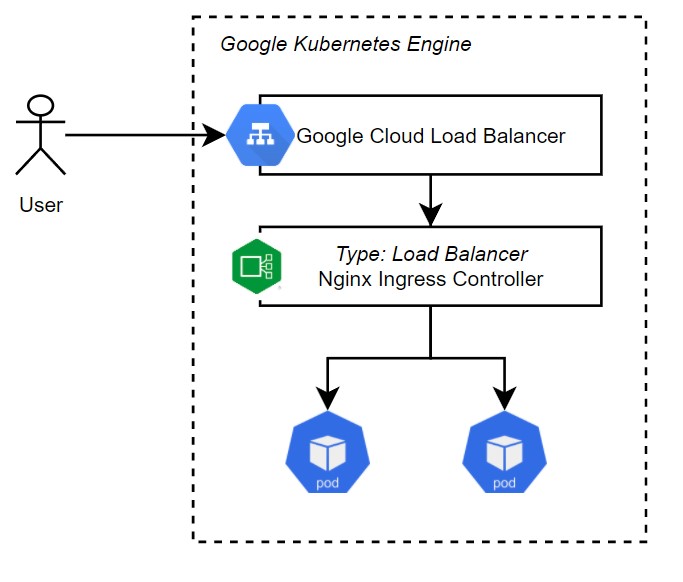 Google Kubernetes Engine
Google Cloud Load Balancer
User
Type: Load Balancer
Nginx Ingress Controller
pod
pod